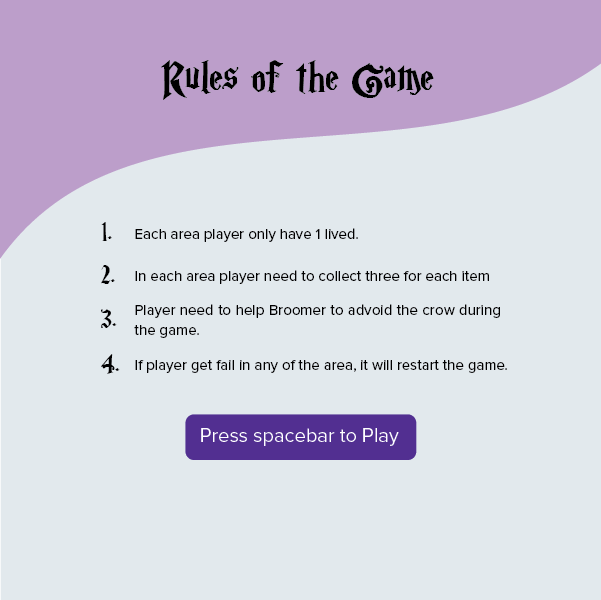 Rules of the Game
1. Each area player only have 1 lived.
2. In each area player need to collect three for each item
3. Player need to help Broomer to advoid the crow during
the game.
4. If player get fail in any of the area, it will restart the game.
Press spacebar to Play